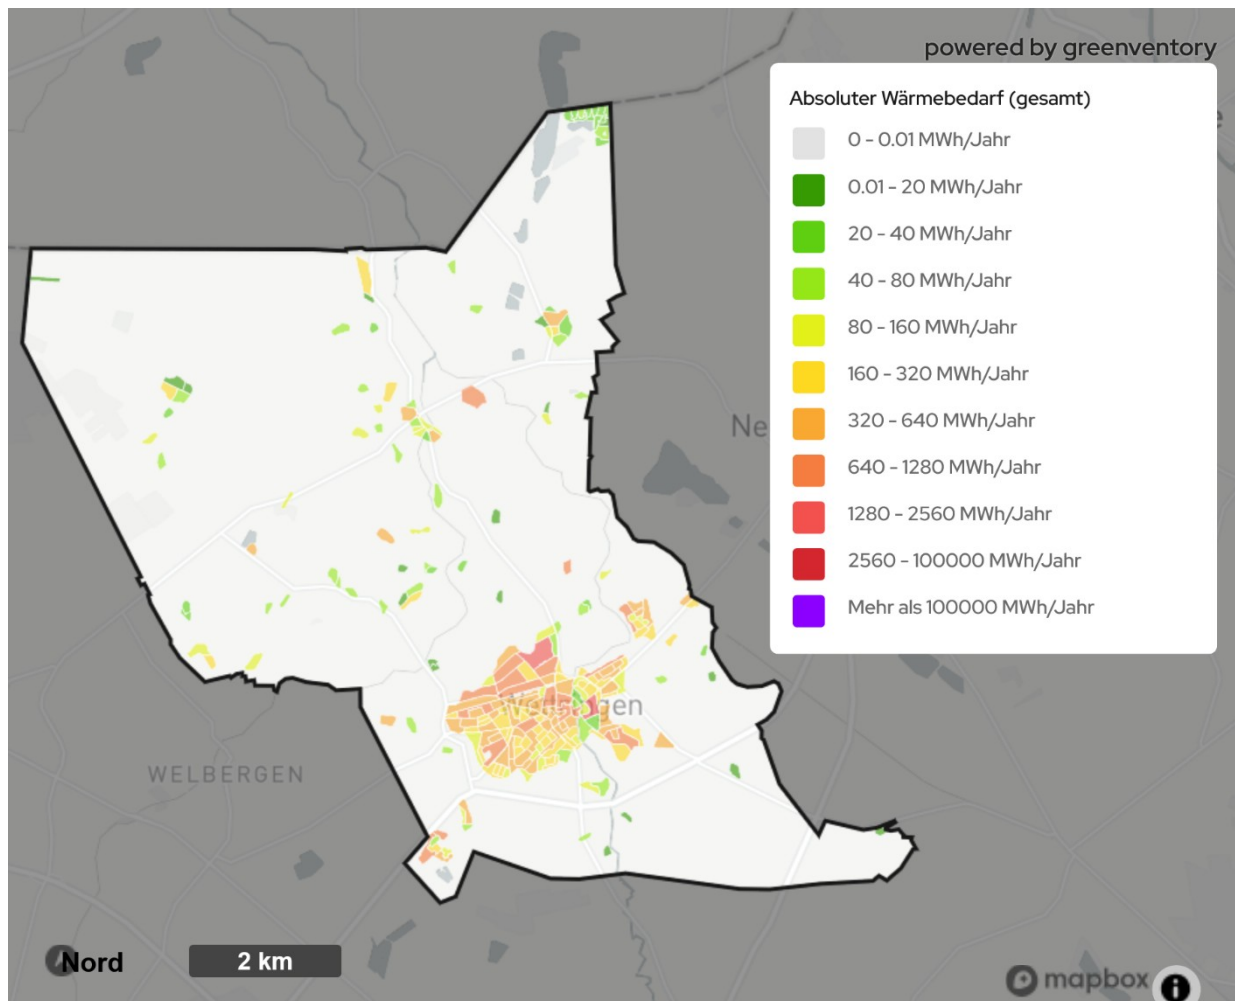 powered by greenventory
Absoluter Wärmebedarf (gesamt)
0 - 0.01 MWh/Jahr
0.01 - 20 MWh/Jahr
20 - 40 MWh/Jahr
40 - 80 MWh/Jahr
80 - 160 MWh/Jahr
160 - 320 MWh/Jahr
320 - 640 MWh/Jahr
640 - 1280 MWh/Jahr
1280 - 2560 MWh/Jahr
2560 - 100000 MWh/Jahr
Mehr als 100000 MWh/Jahr
Ne
WELBERGEN
Nord
2 km
mapbox
i